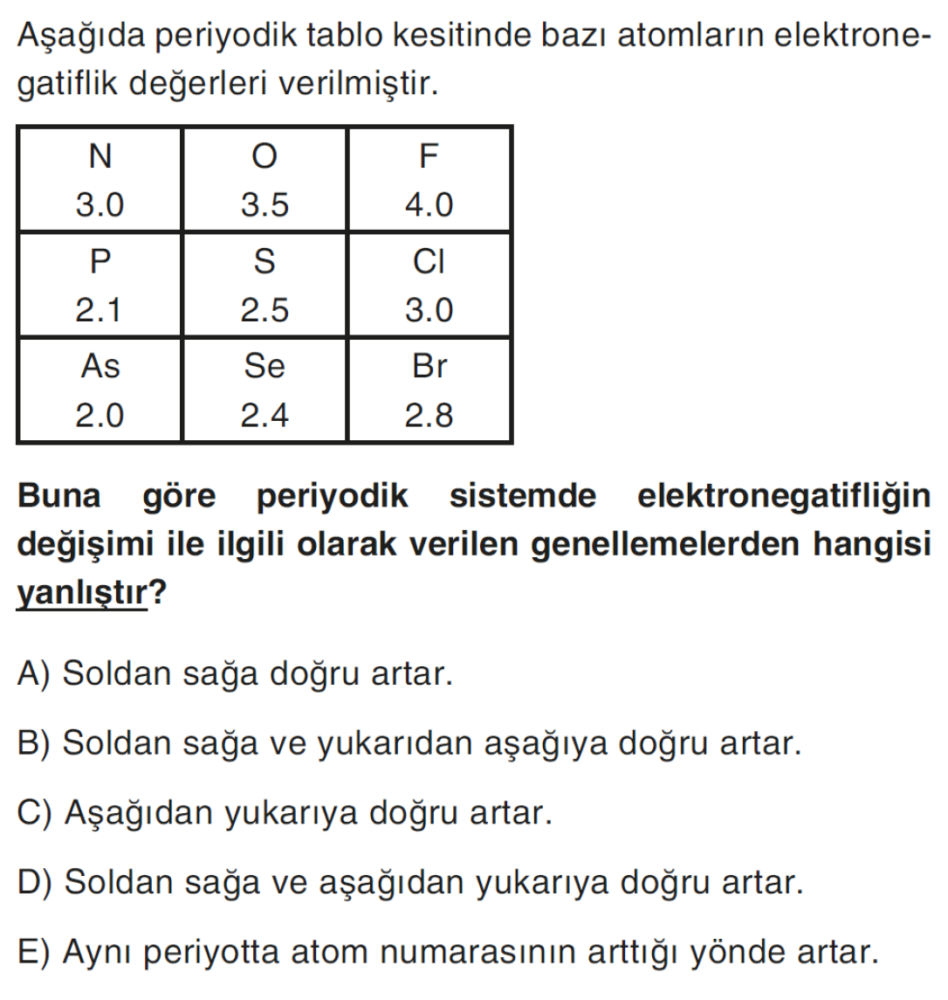 Aşağıda periyodik tablo kesitinde bazı atomların elektrone-
gatiflik değerleri verilmiştir.
N O F
3.0 3.5 4.0
P S Cl
2.1 2.5 3.0
As Se Br
2.0 2.4 2.8
Buna göre periyodik sistemde elektronegatifliğin
değişimi ile ilgili olarak verilen genellemelerden hangisi
yanlıştır?
A) Soldan sağa doğru artar.
B) Soldan sağa ve yukarıdan aşağıya doğru artar.
C) Aşağıdan yukarıya doğru artar.
D) Soldan sağa ve aşağıdan yukarıya doğru artar.
E) Aynı periyotta atom numarasının arttığı yönde artar.